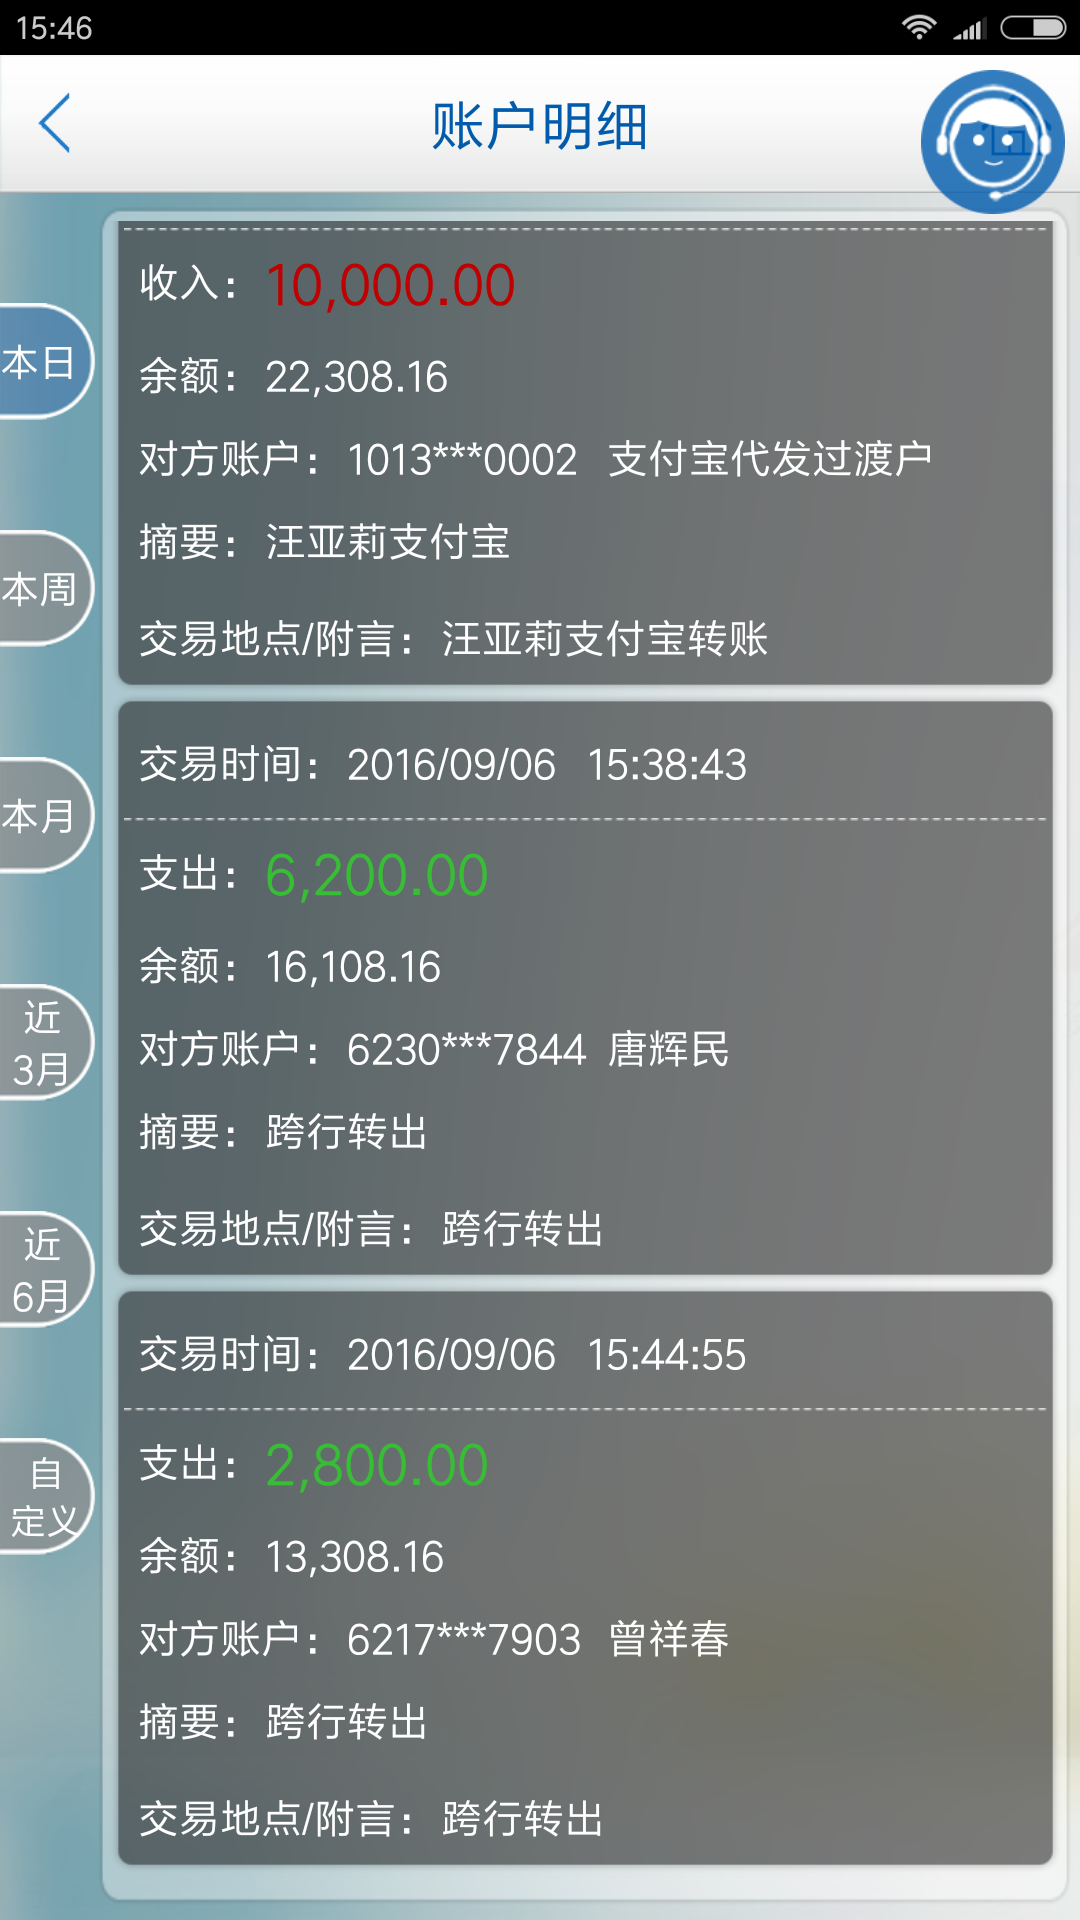 15:46
账户明细
收入： 10,000.00
余额： 22,308.16
对方账户： 1013***0002 支付宝代发过渡户
摘要： 汪亚莉支付宝
交易地点/附言： 汪亚莉支付宝转账
交易时间： 2016/09/06 15:38:43
支出： 6,200.00
余额： 16,108.16
对方账户： 6230***7844 唐辉民
摘要： 跨行转出
交易地点/附言： 跨行转出
交易时间： 2016/09/06 15:44:55
支出： 2,800.00
余额： 13,308.16
对方账户： 6217***7903 曾祥春
摘要： 跨行转出
交易地点/附言： 跨行转出
本日
本周
本月
近
3月
近
6月
自
定义